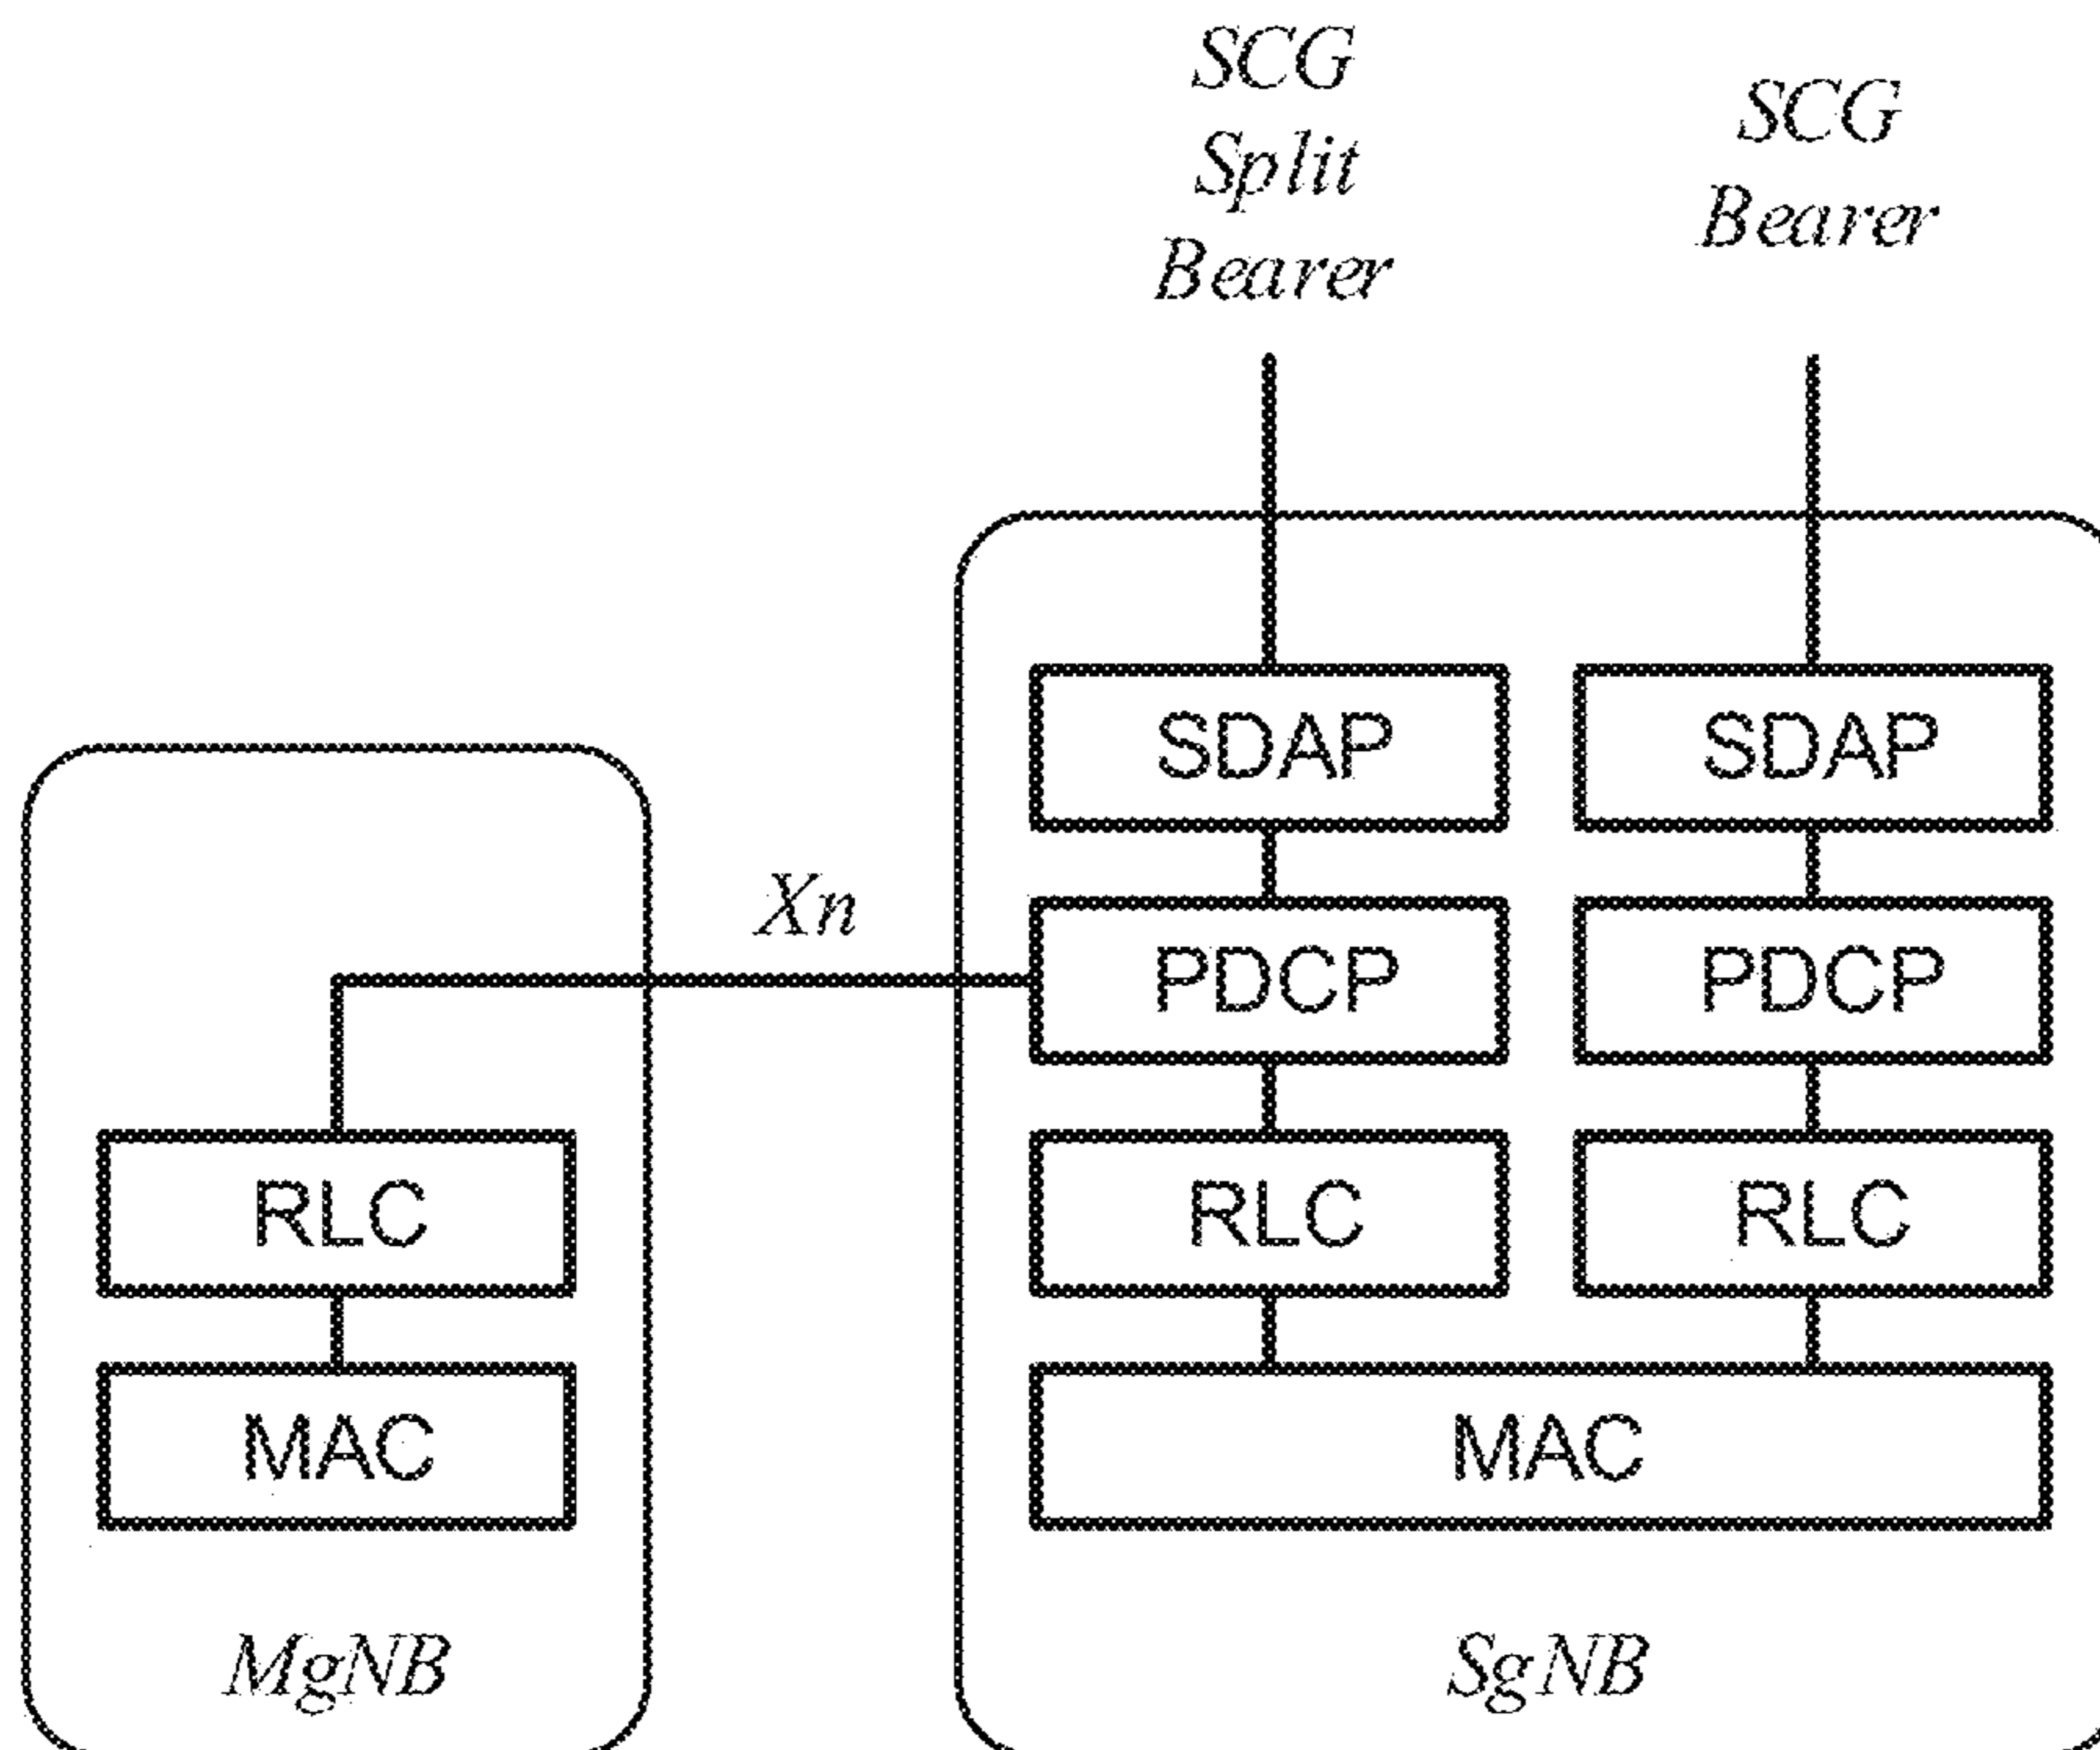 SCG
Split
Bearer
SCG
Bearer
SDAP
SDAP
Xn
PDCP
PDCP
RLC
RLC
RLC
MAC
MAC
MgNB
SgNB